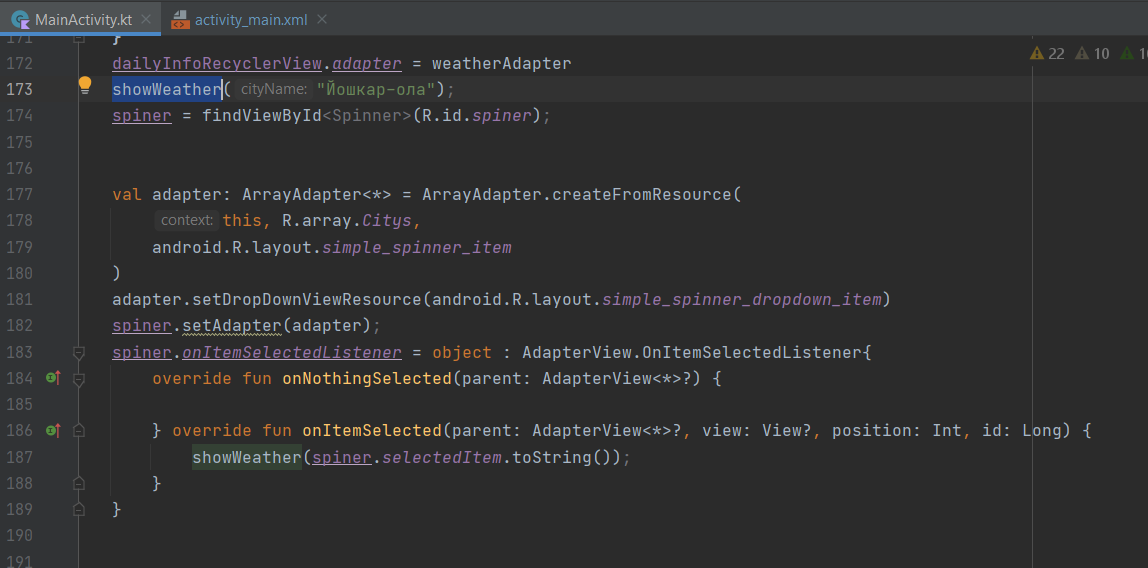 MainActivity.kt activity_main.xml
171 }
172 dailyInfoRecyclerView.adapter = weatherAdapter
22 10
173 showWeather( cityName: "Йошкар-ола");
174 spiner = findViewById<Spinner>(R.id.spiner);
175
176
177 val adapter: ArrayAdapter<*> = ArrayAdapter.createFromResource(
178 context: this, R.array.Citys,
179 android.R.layout.simple_spinner_item
180 )
181 adapter.setDropDownViewResource(android.R.layout.simple_spinner_dropdown_item)
182 spiner.setAdapter(adapter);
183 spiner.onItemSelectedListener = object : AdapterView.OnItemSelectedListener{
184 override fun onNothingSelected(parent: AdapterView<*>?) {
185
186 } override fun onItemSelected(parent: AdapterView<*>?, view: View?, position: Int, id: Long) {
187 showWeather(spiner.selectedItem.toString());
188 }
189 }
190
191